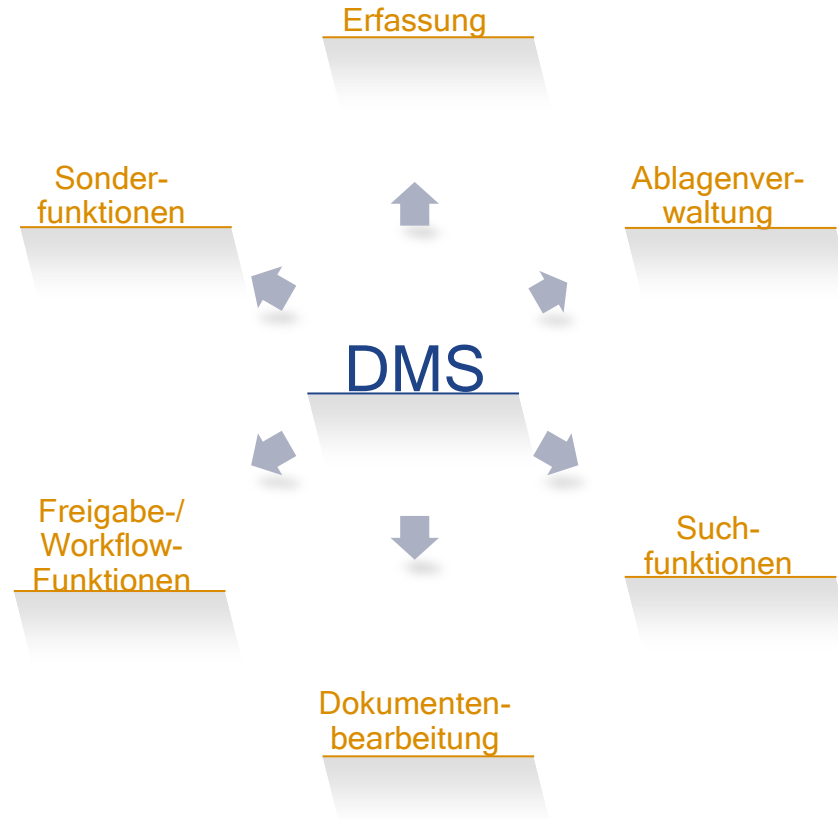 Erfassung
Sonder-
funktionen
Ablagenver-
waltung
DMS
Freigabe-/
Workflow-
Funktionen
Such-
funktionen
Dokumenten-
bearbeitung